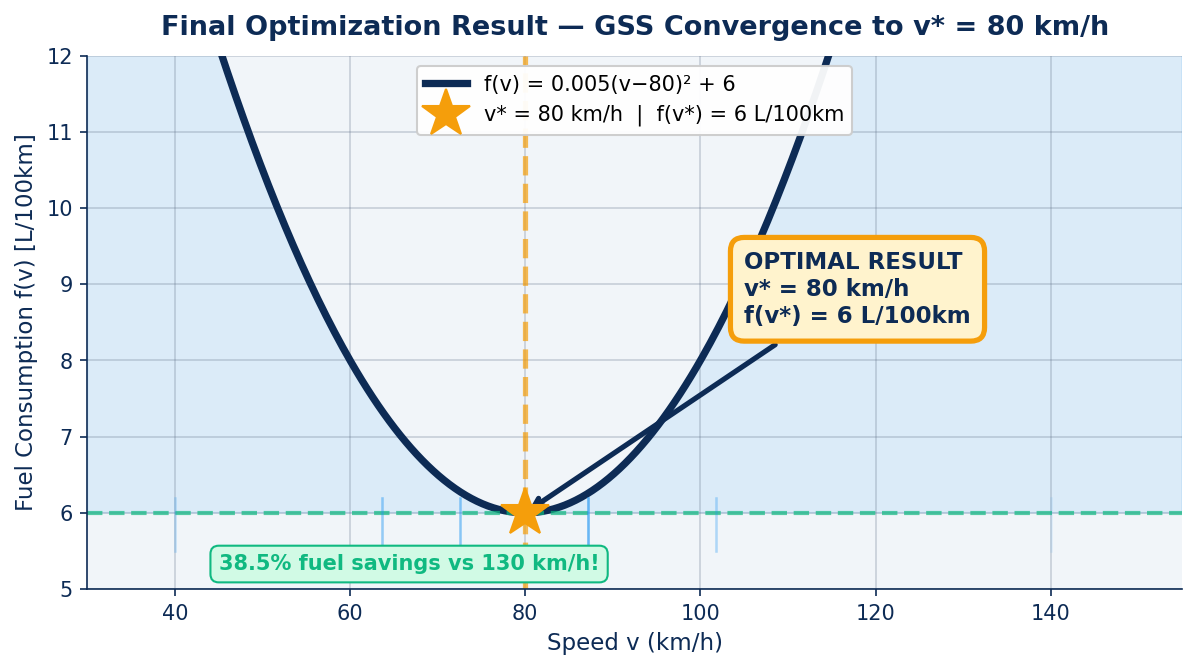 Final Optimization Result — GSS Convergence to v* = 80 km/h
f(v) = 0.005(v−80)² + 6
v* = 80 km/h | f(v*) = 6 L/100km
OPTIMAL RESULT
v* = 80 km/h
f(v*) = 6 L/100km
38.5% fuel savings vs 130 km/h!
Fuel Consumption f(v) [L/100km]
12
11
10
9
8
7
6
5
40 60 80 100 120 140
Speed v (km/h)